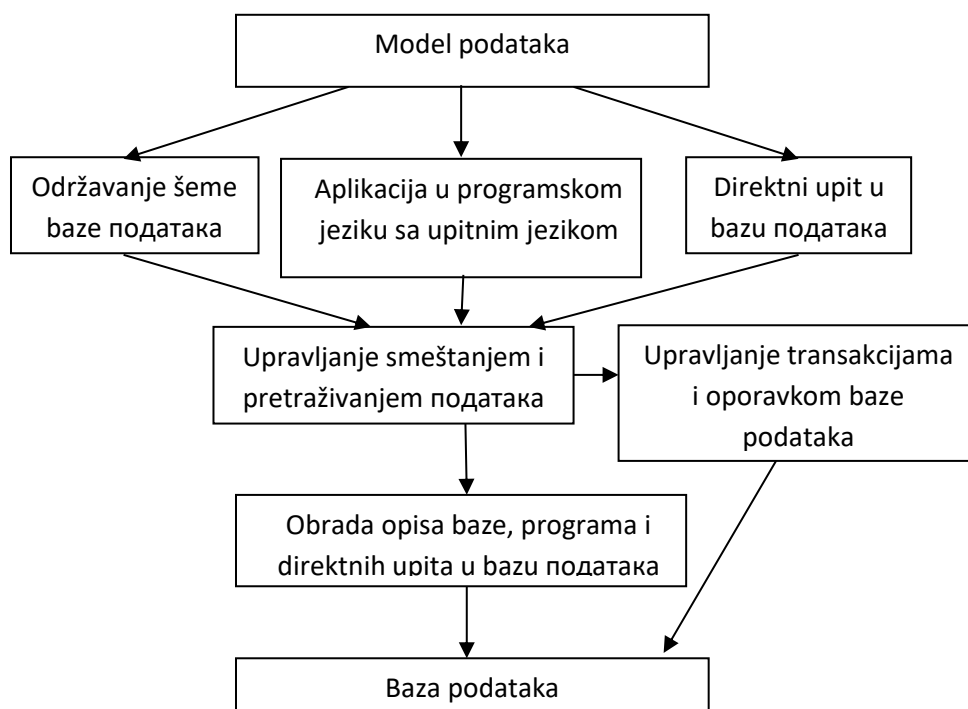 Model podataka
Održavanje šeme
baze података
Aplikacija u programskom
jeziku sa upitnim jezikom
Direktni upit u
bazu података
Upravljanje smeštanjem i
pretraživanjem података
Upravljanje transakcijama
i oporavkom baze
podataka
Obrada opisa baze, programa i
direktnih upita u bazu података
Baza podataka